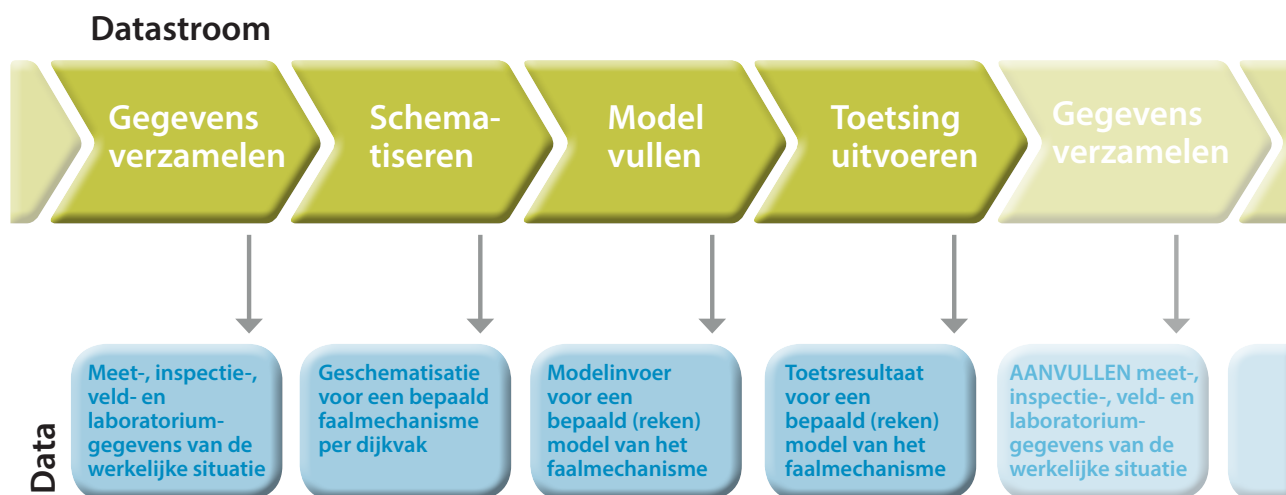 Datastroom
Gegevens
verzamelen
Schema-
tiseren
Model
vullen
Toetsing
uitvoeren
Gegevens
verzamelen
Data
Meet-, inspectie-,
veld- en
laboratorium-
gegevens van de
werkelijke situatie
Geschematisatie
voor een bepaald
faalmechanisme
per dijkvak
Modelinvoer
voor een
bepaald (reken)
model van het
faalmechanisme
Toetsresultaat
voor een
bepaald (reken)
model van het
faalmechanisme
AANVULLEN meet-,
inspectie-, veld- en
laboratorium-
gegevens van de
werkelijke situatie